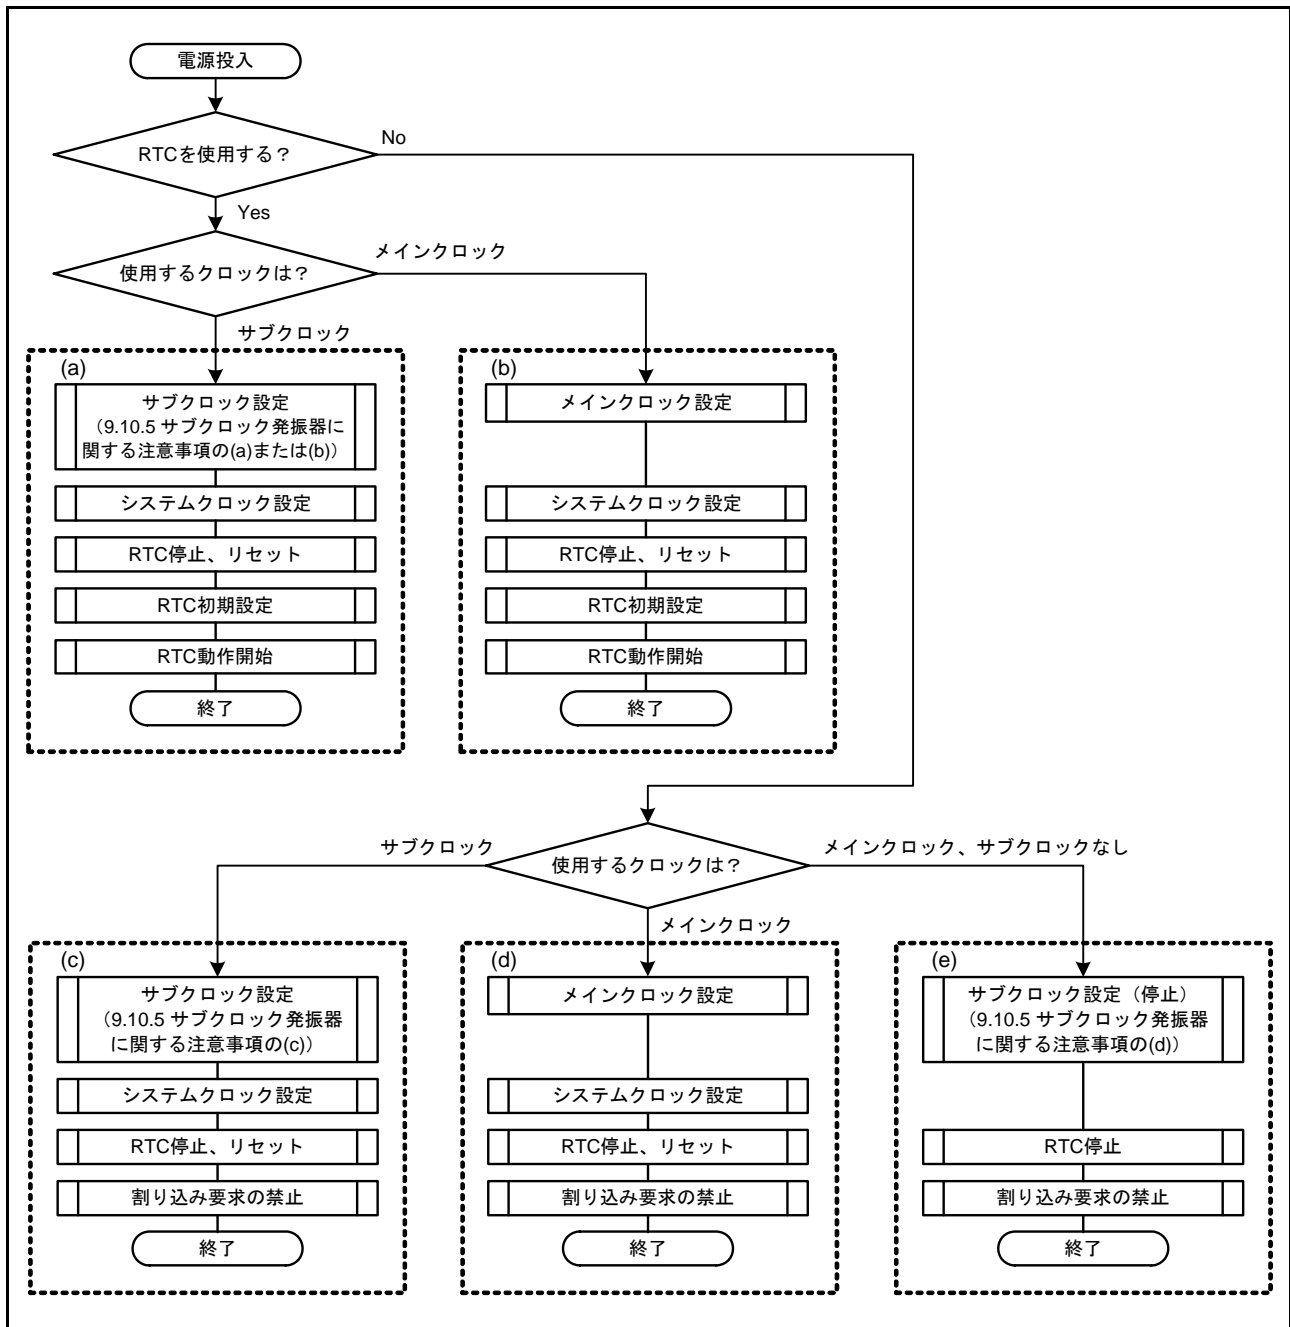 電源投入
RTCを使用する？
No
Yes
使用するクロックは？
メインクロック
サブクロック
(a)
サブクロック設定
（9.10.5 サブクロック発振器に
関する注意事項の(a)または(b)）
システムクロック設定
RTC停止、リセット
RTC初期設定
RTC動作開始
終了
(b)
メインクロック設定
システムクロック設定
RTC停止、リセット
RTC初期設定
RTC動作開始
終了
使用するクロックは？
サブクロック
メインクロック、サブクロックなし
メインクロック
(c)
サブクロック設定
（9.10.5 サブクロック発振器
に関する注意事項の(c)）
システムクロック設定
RTC停止、リセット
割り込み要求の禁止
終了
(d)
メインクロック設定
システムクロック設定
RTC停止、リセット
割り込み要求の禁止
終了
(e)
サブクロック設定（停止）
（9.10.5 サブクロック発振器
に関する注意事項の(d)）
RTC停止
割り込み要求の禁止
終了